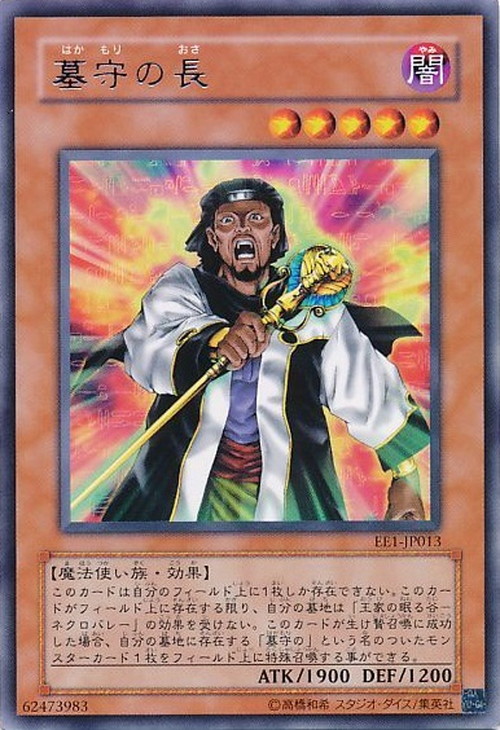 はか もり おさ
墓守の長
やみ
闇
EE1-JP013
【魔法使い族・効果】
このカードは自分のフィールド上に1枚しか存在できない。このカー
ドがフィールド上に存在する限り、自分の墓地は「王家の眠る谷－
ネクロバレー」の効果を受けない。このカードが生け贄召喚に成功
した場合、自分の墓地に存在する「墓守の」という名のついたモン
スターカード1枚をフィールド上に特殊召喚する事ができる。
ATK/1900 DEF/1200
62473983
©高橋和希 スタジオ・ダイス/集英社